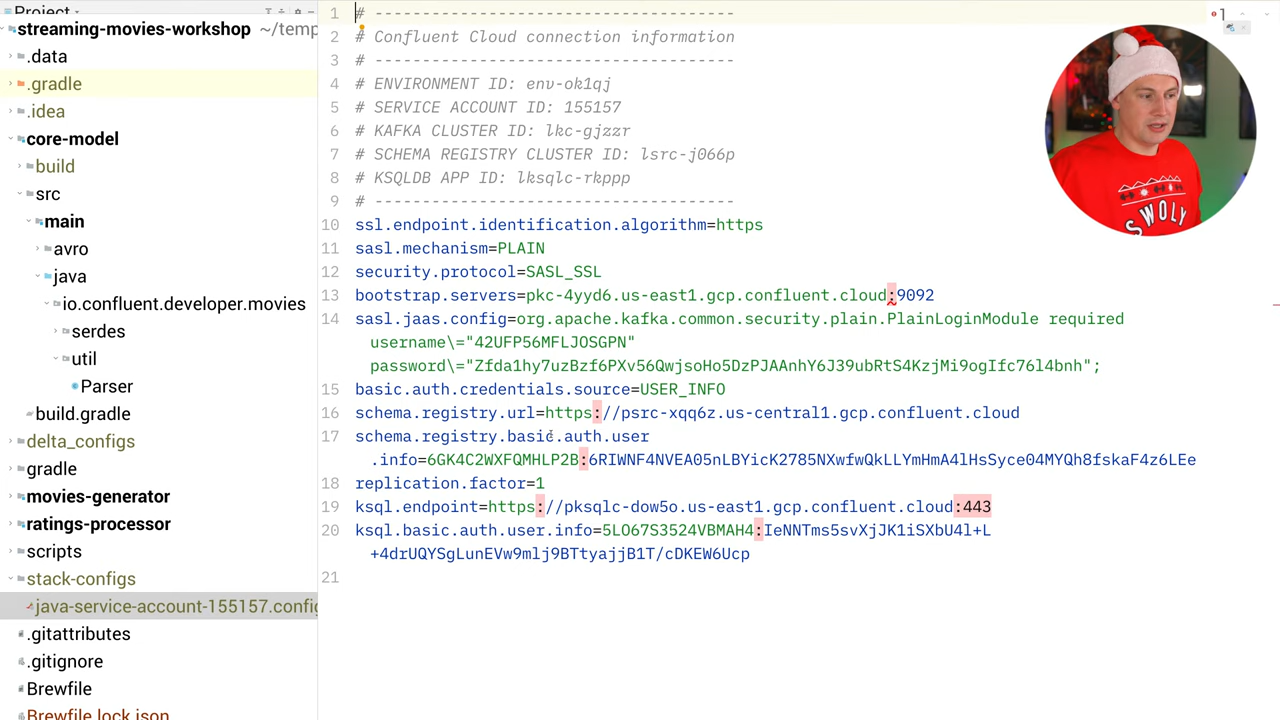 Project
streaming-movies-workshop ~/temp
.data
.gradle
.idea
core-model
build
src
main
avro
java
io.confluent.developer.movies
serdes
util
Parser
build.gradle
delta_configs
gradle
movies-generator
ratings-processor
scripts
stack-configs
java-service-account-155157.config
.gitattributes
.gitignore
Brewfile
Brewfile.lock.json
1 # -------------------------------------
2 # Confluent Cloud connection information
3 # -------------------------------------
4 # ENVIRONMENT ID: env-ok1qj
5 # SERVICE ACCOUNT ID: 155157
6 # KAFKA CLUSTER ID: lkc-gjzzr
7 # SCHEMA REGISTRY CLUSTER ID: lsrc-j066p
8 # KSQLDB APP ID: lksqlc-rkppp
9 # -------------------------------------
10 ssl.endpoint.identification.algorithm=https
11 sasl.mechanism=PLAIN
12 security.protocol=SASL_SSL
13 bootstrap.servers=pkc-4yyd6.us-east1.gcp.confluent.cloud:9092
14 sasl.jaas.config=org.apache.kafka.common.security.plain.PlainLoginModule required
username\="42UFP56MFLJOSGPN"
password\="Zfda1hy7uzBzf6PXv56QwjsoHo5DzPJAAnhY6J39ubRtS4KzjMi9ogIfc76l4bnh";
15 basic.auth.credentials.source=USER_INFO
16 schema.registry.url=https://psrc-xqq6z.us-central1.gcp.confluent.cloud
17 schema.registry.basic.auth.user
.info=6GK4C2WXFQMHLP2B:6RIWNF4NVEA05nLBYicK2785NXwfwQkLLYmHmA4lHsSyce04MYQh8fskaF4z6LEe
18 replication.factor=1
19 ksql.endpoint=https://pksqlc-dow5o.us-east1.gcp.confluent.cloud:443
20 ksql.basic.auth.user.info=5LO67S3524VBMAH4:IeNNTms5svXjJK1iSXbU4l+L
+4drUQYSgLunEVw9mlj9BTtyajjB1T/cDKEW6Ucp
21
1
SWOLY